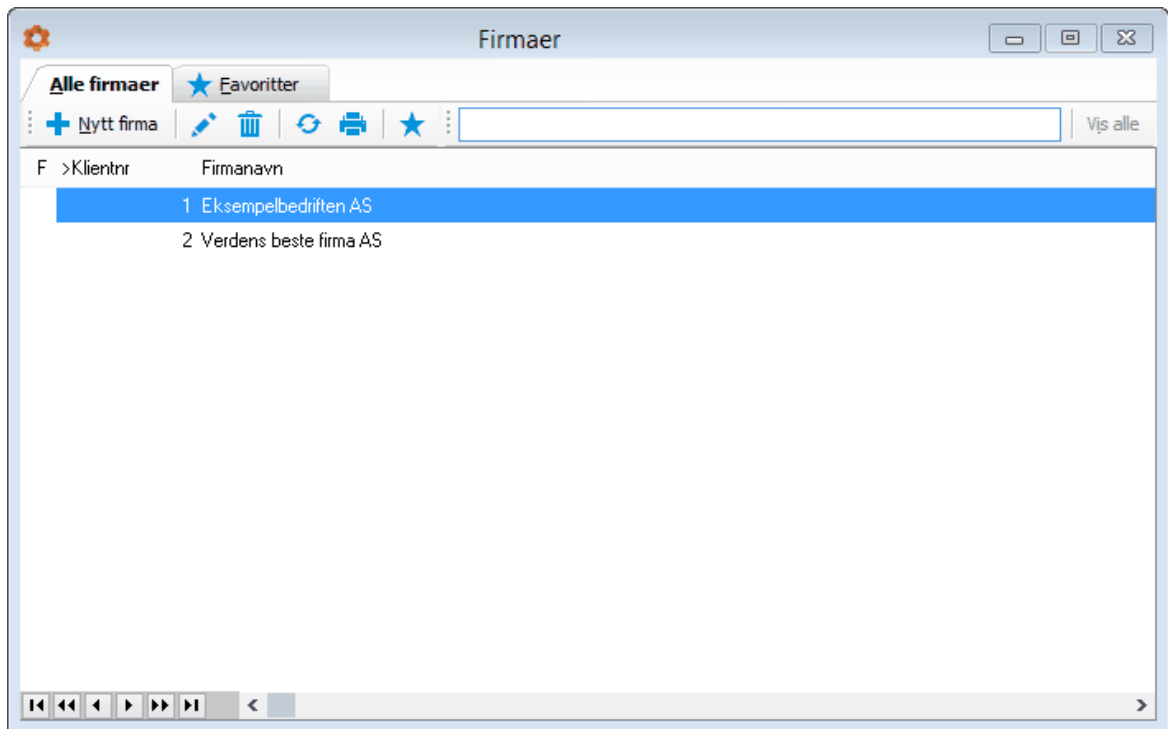 Firmaer
Alle firmaer Favoritter
Nytt firma Vis alle
F >Klientnr Firmanavn
1 Eksempelbedriften AS
2 Verdens beste firma AS